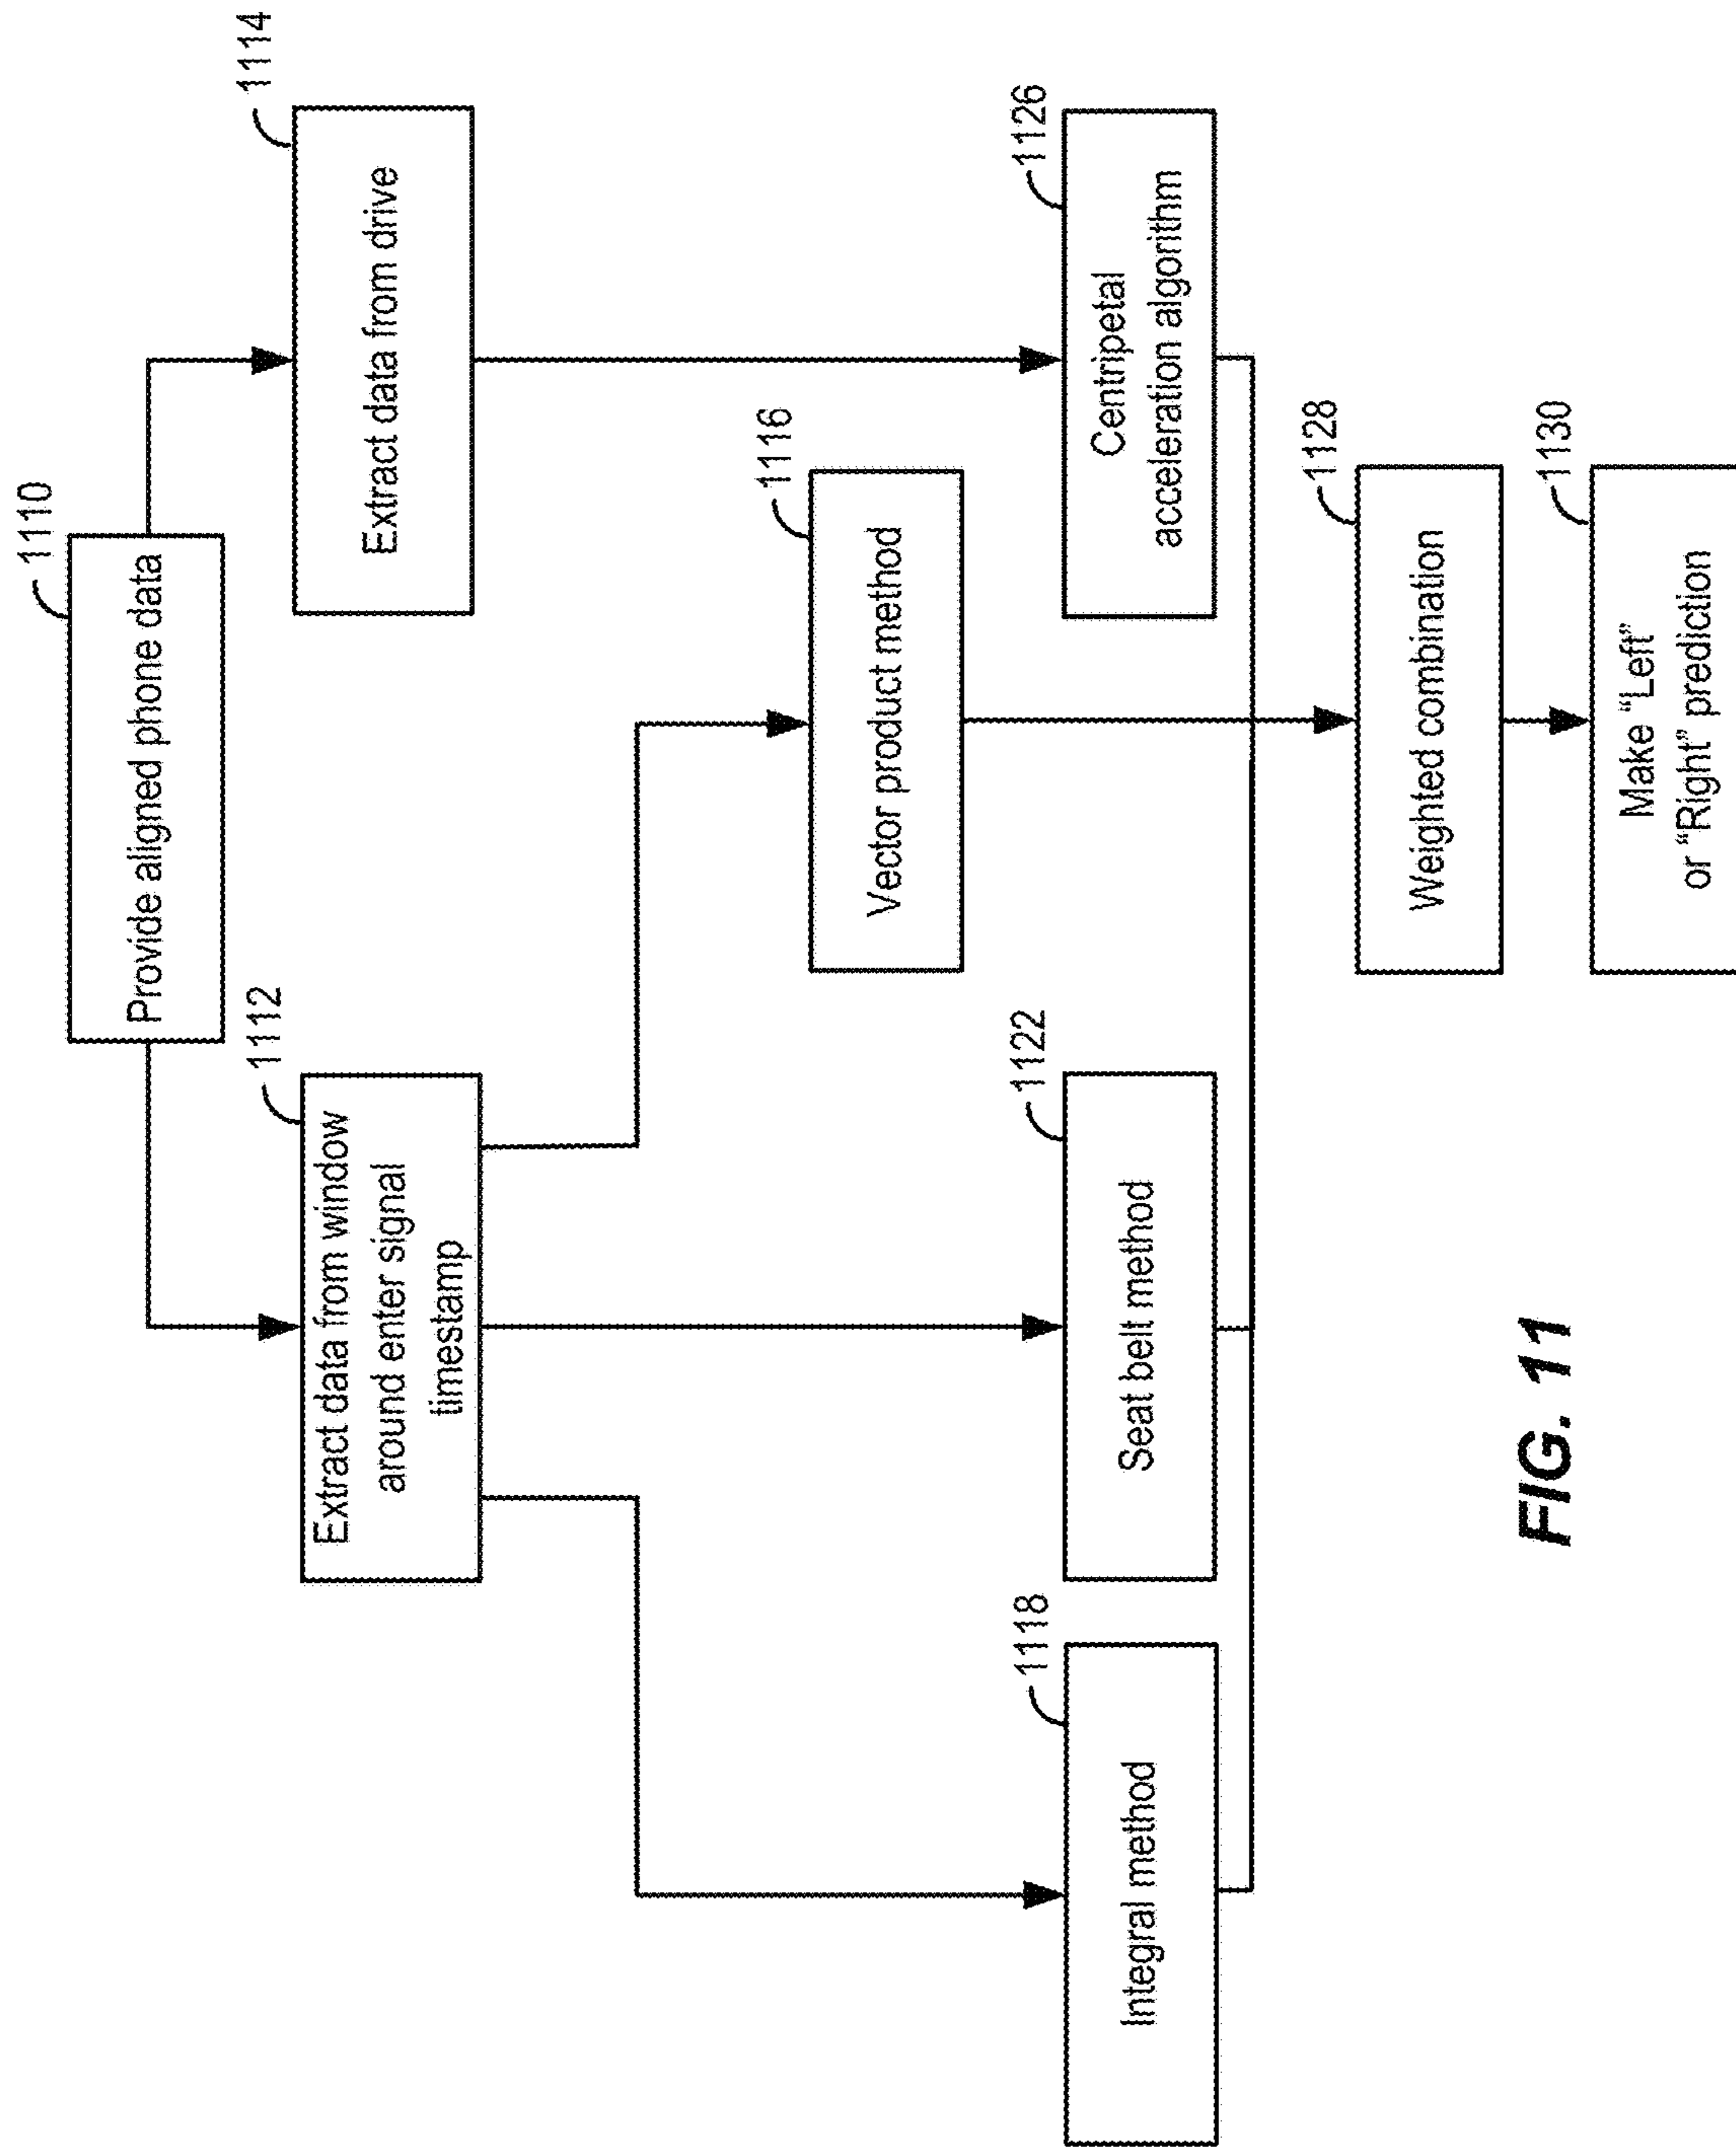 1110
Provide aligned phone data
1112
Extract data from window
around enter signal
timestamp
1114
Extract data from drive
1116
Vector product method
1118
Integral method
1122
Seat belt method
1126
Centripetal
acceleration algorithm
1128
Weighted combination
1130
Make “Left”
or “Right” prediction
FIG. 11